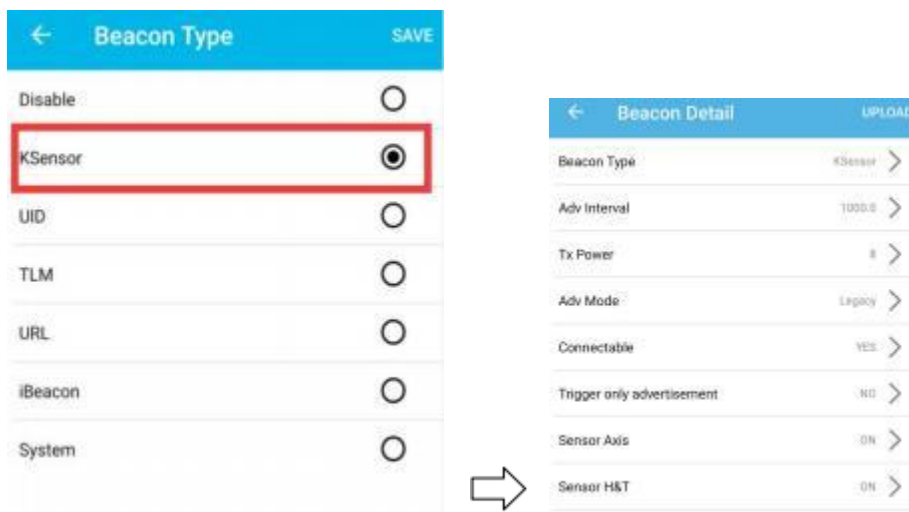 Beacon Type SAVE
Disable
KSensor
UID
TLM
URL
iBeacon
System
Beacon Detail UPLOAD
Beacon Type KSensor
Adv Interval 1000.0
Tx Power 8
Adv Mode Legacy
Connectable YES
Trigger only advertisement NO
Sensor Axis ON
Sensor H&T ON